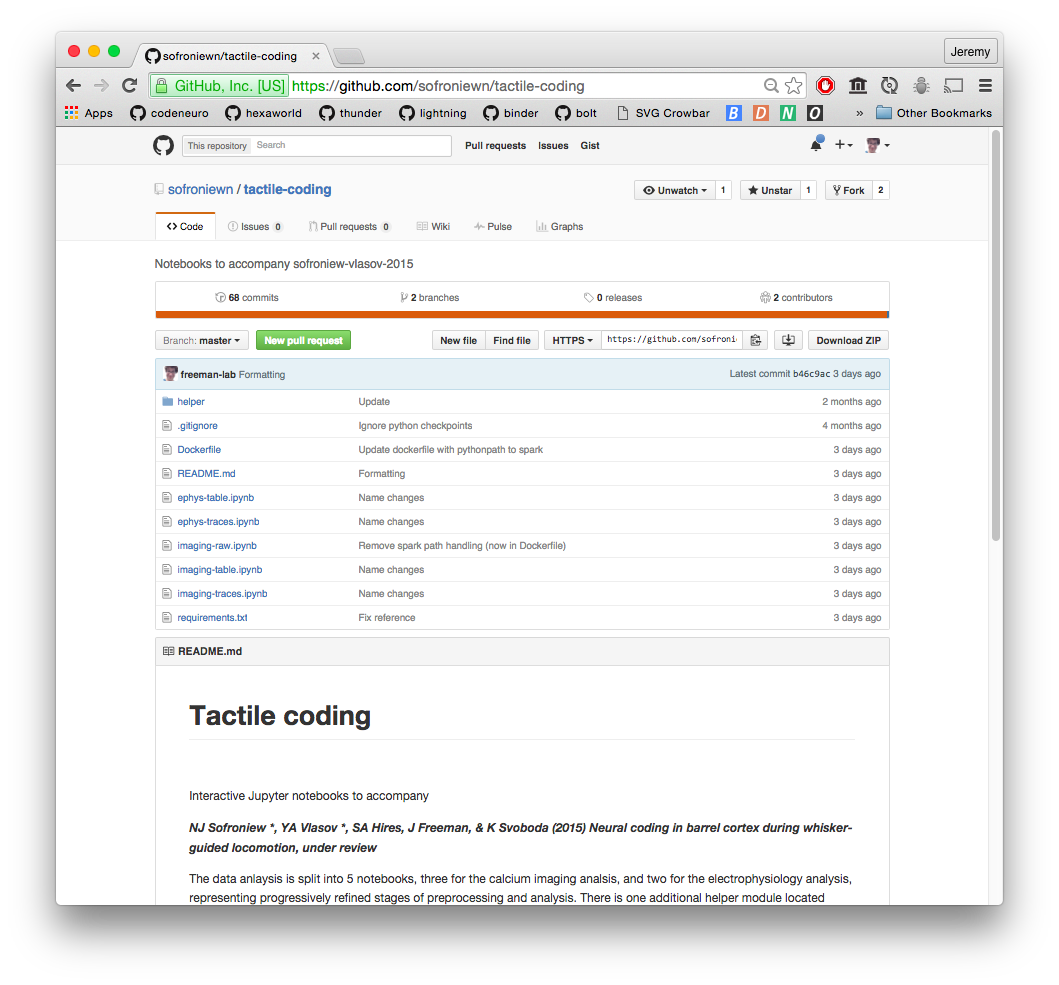 sofroniewn/tactile-coding ×
Jeremy
GitHub, Inc. [US] https://github.com/sofroniewn/tactile-coding
Apps codeneuro hexaworld thunder lightning binder bolt SVG Crowbar B D N O » Other Bookmarks
This repository Search Pull requests Issues Gist
sofroniewn / tactile-coding Unwatch 1 Unstar 1 Fork 2
Code Issues 0 Pull requests 0 Wiki Pulse Graphs
Notebooks to accompany sofroniew-vlasov-2015
68 commits 2 branches 0 releases 2 contributors
Branch: master New pull request New file Find file HTTPS https://github.com/sofroni Download ZIP
freeman-lab Formatting Latest commit b46c9ac 3 days ago
helper Update 2 months ago
.gitignore Ignore python checkpoints 4 months ago
Dockerfile Update dockerfile with pythonpath to spark 3 days ago
README.md Formatting 3 days ago
ephys-table.ipynb Name changes 3 days ago
ephys-traces.ipynb Name changes 3 days ago
imaging-raw.ipynb Remove spark path handling (now in Dockerfile) 3 days ago
imaging-table.ipynb Name changes 3 days ago
imaging-traces.ipynb Name changes 3 days ago
requirements.txt Fix reference 3 days ago
README.md
Tactile coding
Interactive Jupyter notebooks to accompany
NJ Sofroniew *, YA Vlasov *, SA Hires, J Freeman, & K Svoboda (2015) Neural coding in barrel cortex during whisker-
guided locomotion, under review
The data anlaysis is split into 5 notebooks, three for the calcium imaging analsis, and two for the electrophysiology analysis,
representing progressively refined stages of preprocessing and analysis. There is one additional helper module located